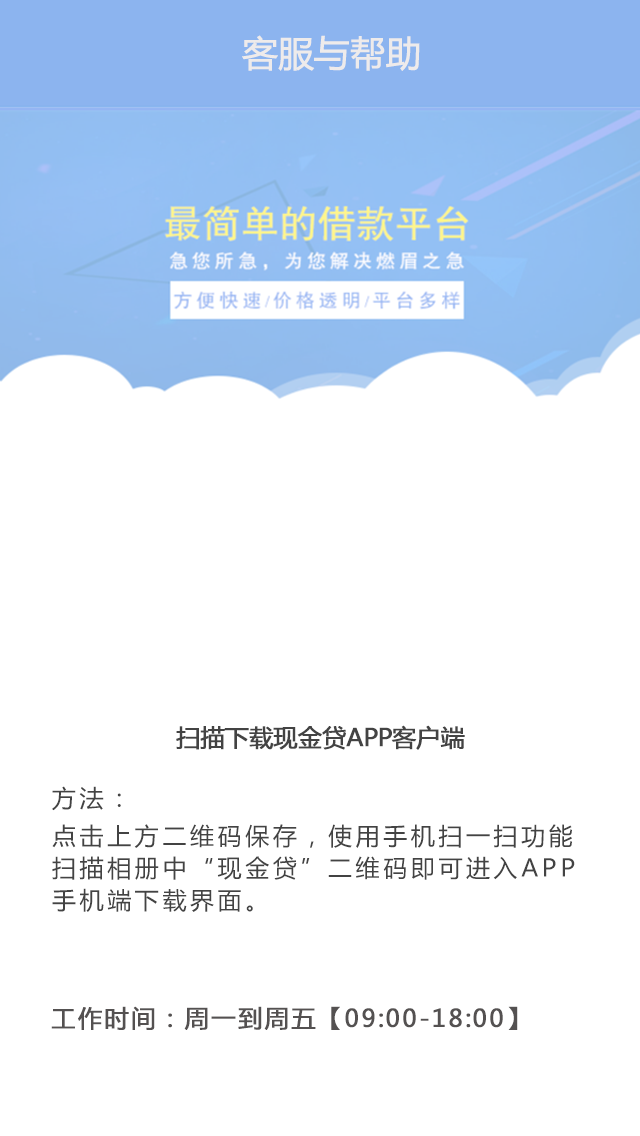 客服与帮助
最简单的借款平台
急您所急，为您解决燃眉之急
方便快速/价格透明/平台多样
扫描下载现金贷APP客户端
方法：
点击上方二维码保存，使用手机扫一扫功能
扫描相册中“现金贷”二维码即可进入APP
手机端下载界面。
工作时间：周一到周五【09:00-18:00】